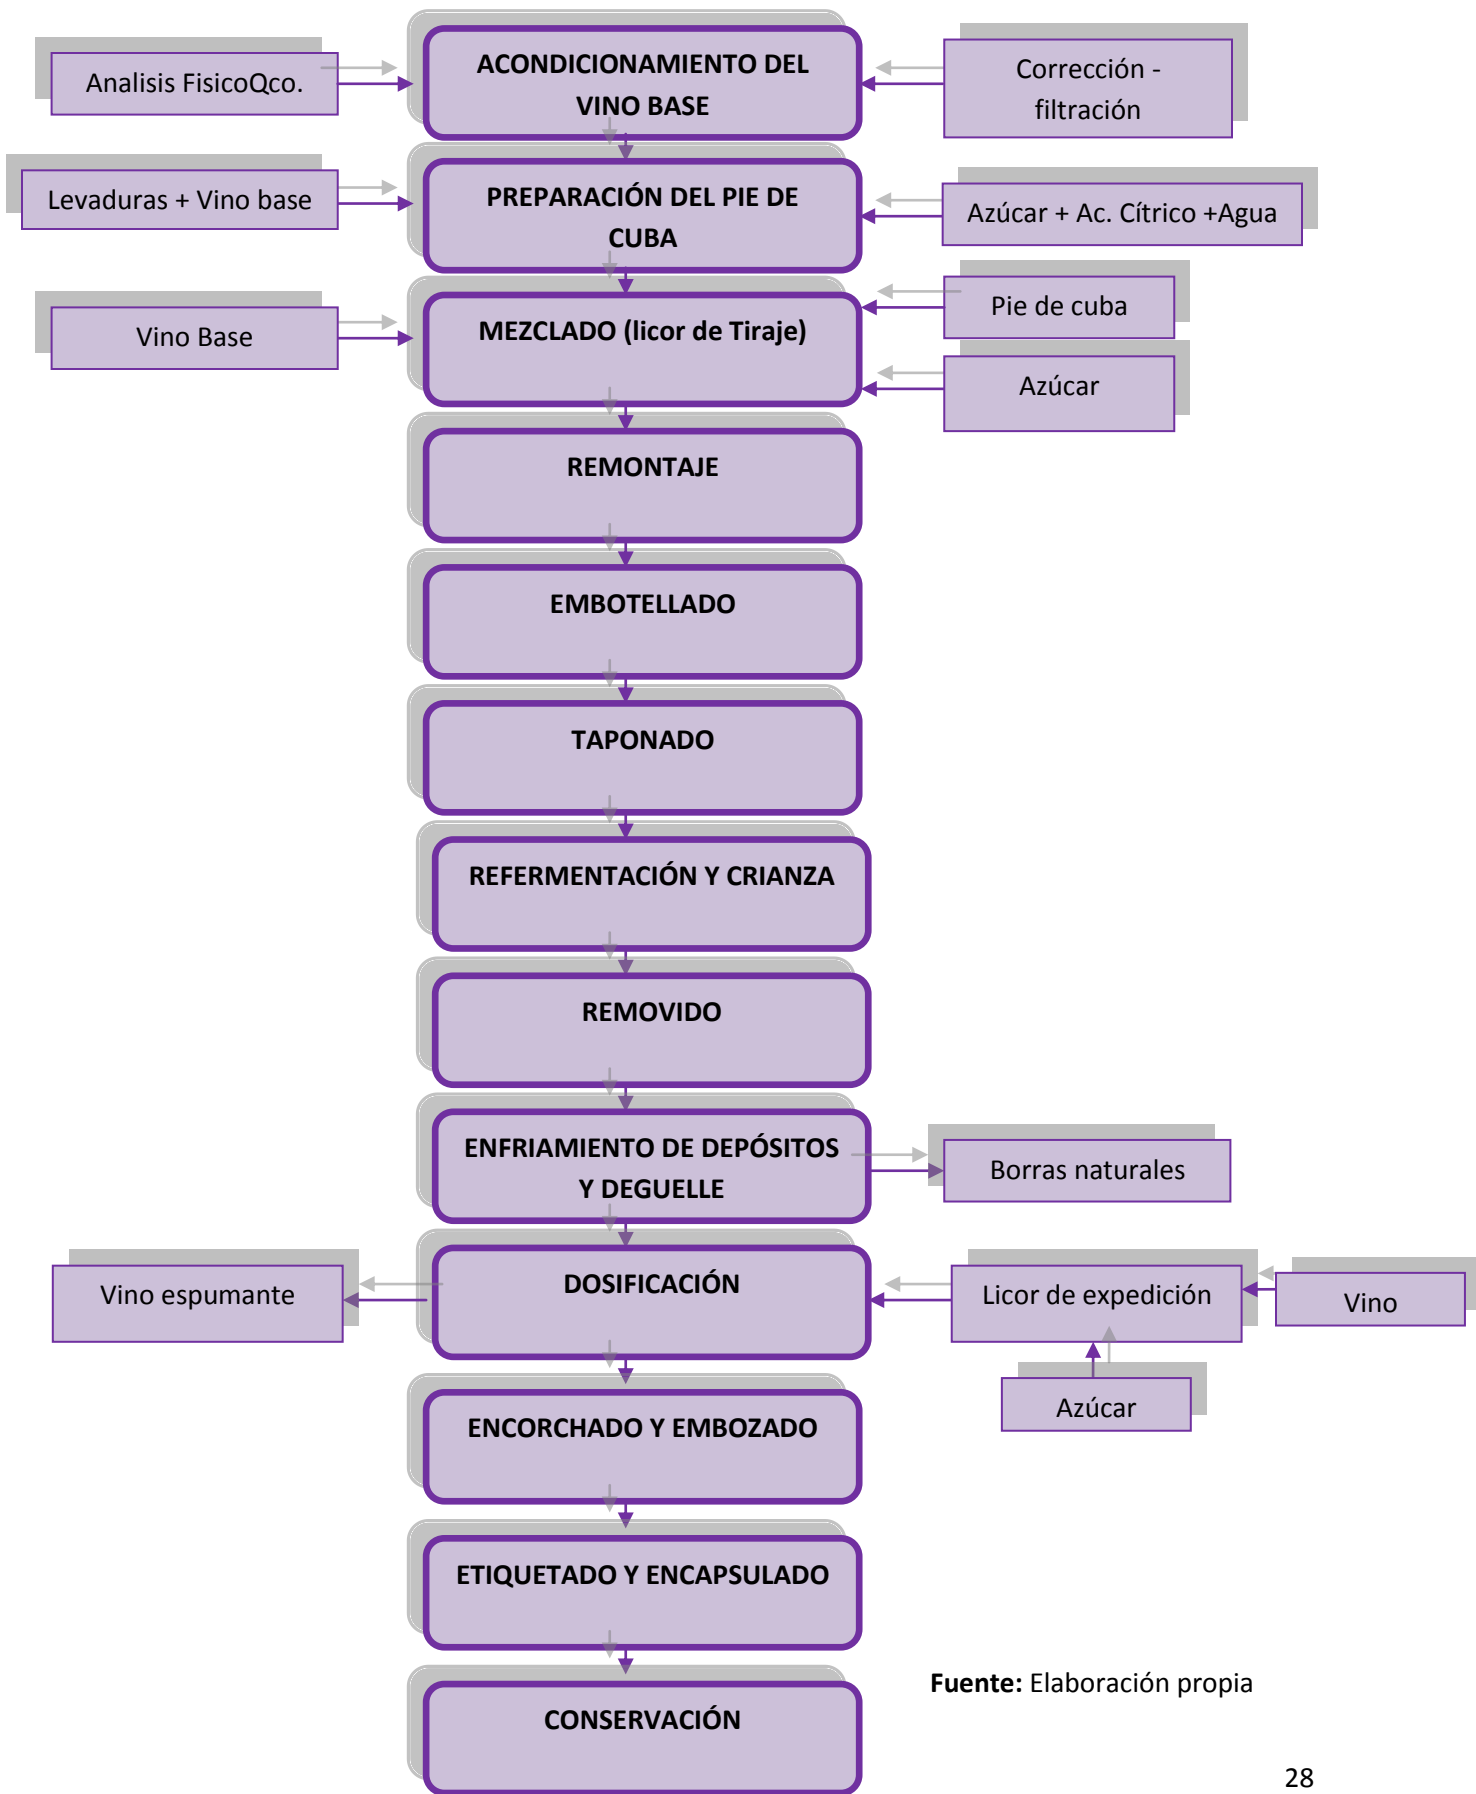 Analisis FisicoQco.
ACONDICIONAMIENTO DEL
VINO BASE
Corrección -
filtración
Levaduras + Vino base
PREPARACIÓN DEL PIE DE
CUBA
Azúcar + Ac. Cítrico +Agua
Vino Base
MEZCLADO (licor de Tiraje)
Pie de cuba
Azúcar
REMONTAJE
EMBOTELLADO
TAPONADO
REFERMENTACIÓN Y CRIANZA
REMOVIDO
ENFRIAMIENTO DE DEPÓSITOS
Y DEGUELLE
Borras naturales
Vino espumante
DOSIFICACIÓN
Licor de expedición
Vino
Azúcar
ENCORCHADO Y EMBOZADO
ETIQUETADO Y ENCAPSULADO
CONSERVACIÓN
Fuente: Elaboración propia
28